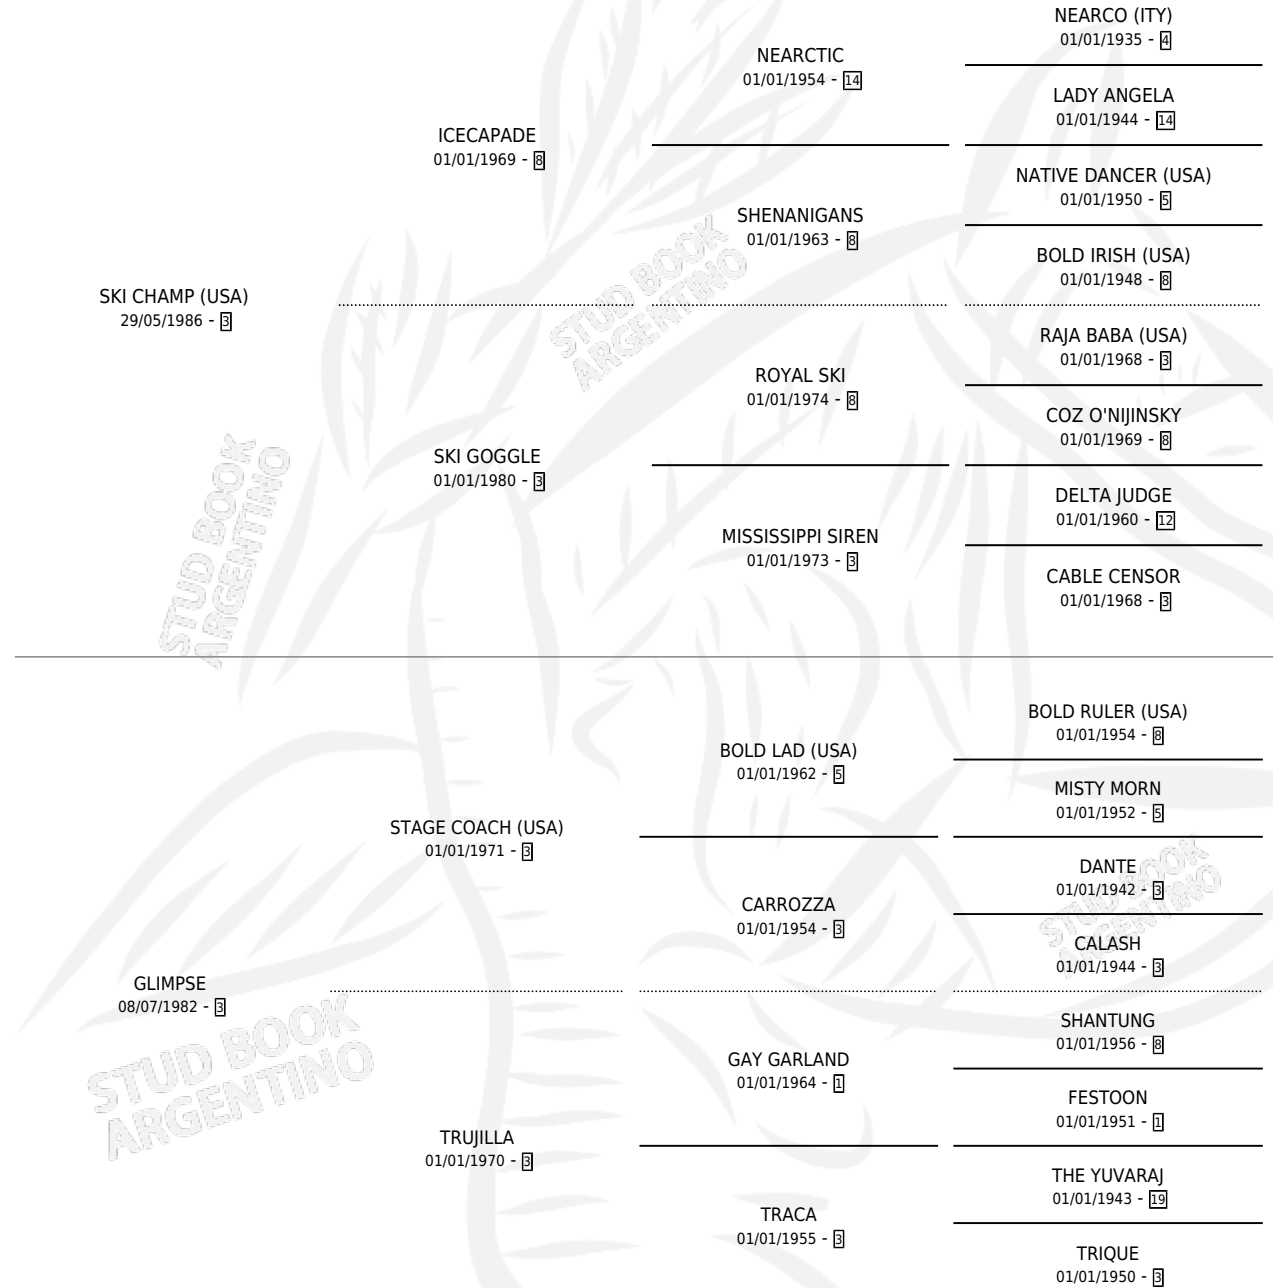 NEARCO (ITY)
01/01/1935 - 4
NEARCTIC
01/01/1954 - 14
LADY ANGELA
01/01/1944 - 14
ICECAPADE
01/01/1969 - 8
NATIVE DANCER (USA)
01/01/1950 - 5
SHENANIGANS
01/01/1963 - 8
BOLD IRISH (USA)
01/01/1948 - 8
SKI CHAMP (USA)
29/05/1986 - 3
STUD BOOK
ARGENTINO
RAJA BABA (USA)
01/01/1968 - 3
ROYAL SKI
01/01/1974 - 8
COZ O'NIJINSKY
01/01/1969 - 8
SKI GOGGLE
01/01/1980 - 3
DELTA JUDGE
01/01/1960 - 12
MISSISSIPPI SIREN
01/01/1973 - 3
CABLE CENSOR
01/01/1968 - 3
STUD BOOK
ARGENTINO
BOLD RULER (USA)
01/01/1954 - 8
BOLD LAD (USA)
01/01/1962 - 5
MISTY MORN
01/01/1952 - 5
STAGE COACH (USA)
01/01/1971 - 3
DANTE
01/01/1942 - 3
CARROZZA
01/01/1954 - 3
CALASH
01/01/1944 - 3
STUD BOOK
ARGENTINO
GLIMPSE
08/07/1982 - 3
SHANTUNG
01/01/1956 - 8
GAY GARLAND
01/01/1964 - 1
FESTOON
01/01/1951 - 1
STUD BOOK
ARGENTINO
TRUJILLA
01/01/1970 - 3
THE YUVARAJ
01/01/1943 - 19
TRACA
01/01/1955 - 3
TRIQUE
01/01/1950 - 3